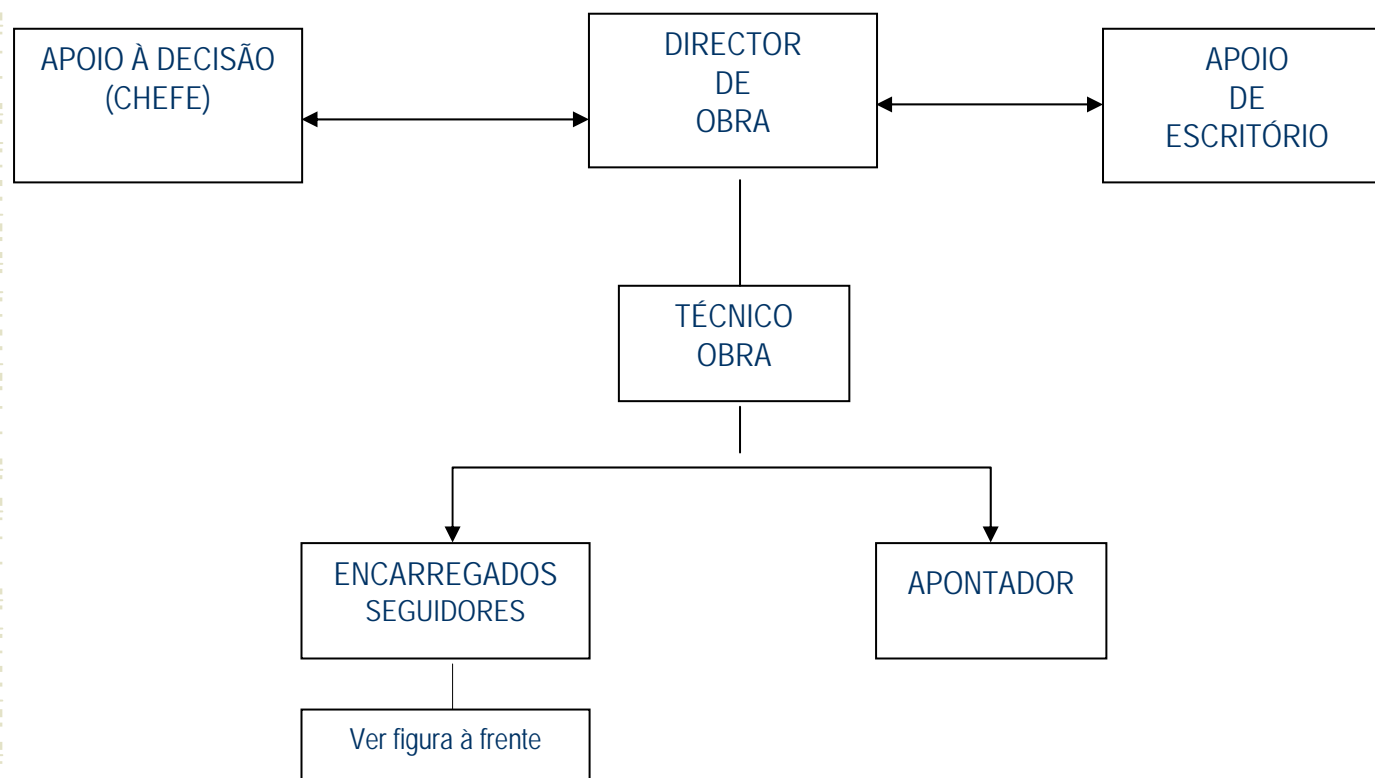 APOIO À DECISÃO
(CHEFE)
DIRECTOR
DE
OBRA
APOIO
DE
ESCRITÓRIO
TÉCNICO
OBRA
ENCARREGADOS
SEGUIDORES
APONTADOR
Ver figura à frente